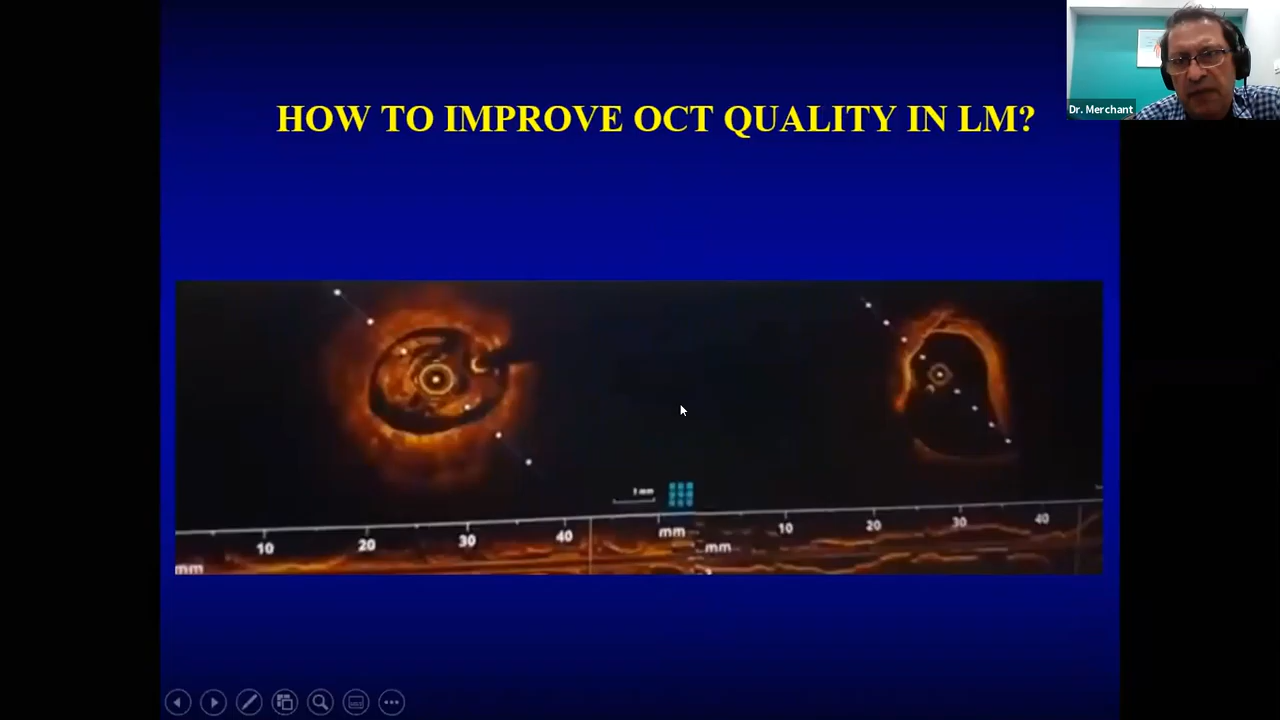 Dr. Merchant
HOW TO IMPROVE OCT QUALITY IN LM?
1 mm
10 20 30 40 mm
mm 10 20 30 40
mm